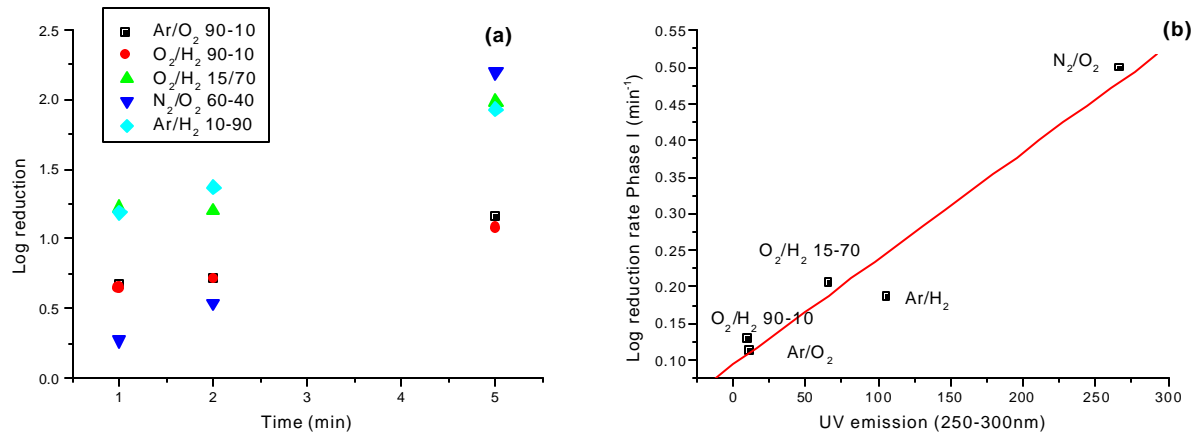 (a)
Ar/O₂ 90-10
O₂/H₂ 90-10
O₂/H₂ 15/70
N₂/O₂ 60-40
Ar/H₂ 10-90
Log reduction
2.5
2.0
1.5
1.0
0.5
0.0
1 2 3 4 5
Time (min)
(b)
Log reduction rate Phase I (min⁻¹)
0.50
0.45
0.40
0.35
0.30
0.25
0.20
0.15
0.10
N₂/O₂
O₂/H₂ 15-70
Ar/H₂
O₂/H₂ 90-10
Ar/O₂
0 50 100 150 200 250 300
UV emission (250-300nm)